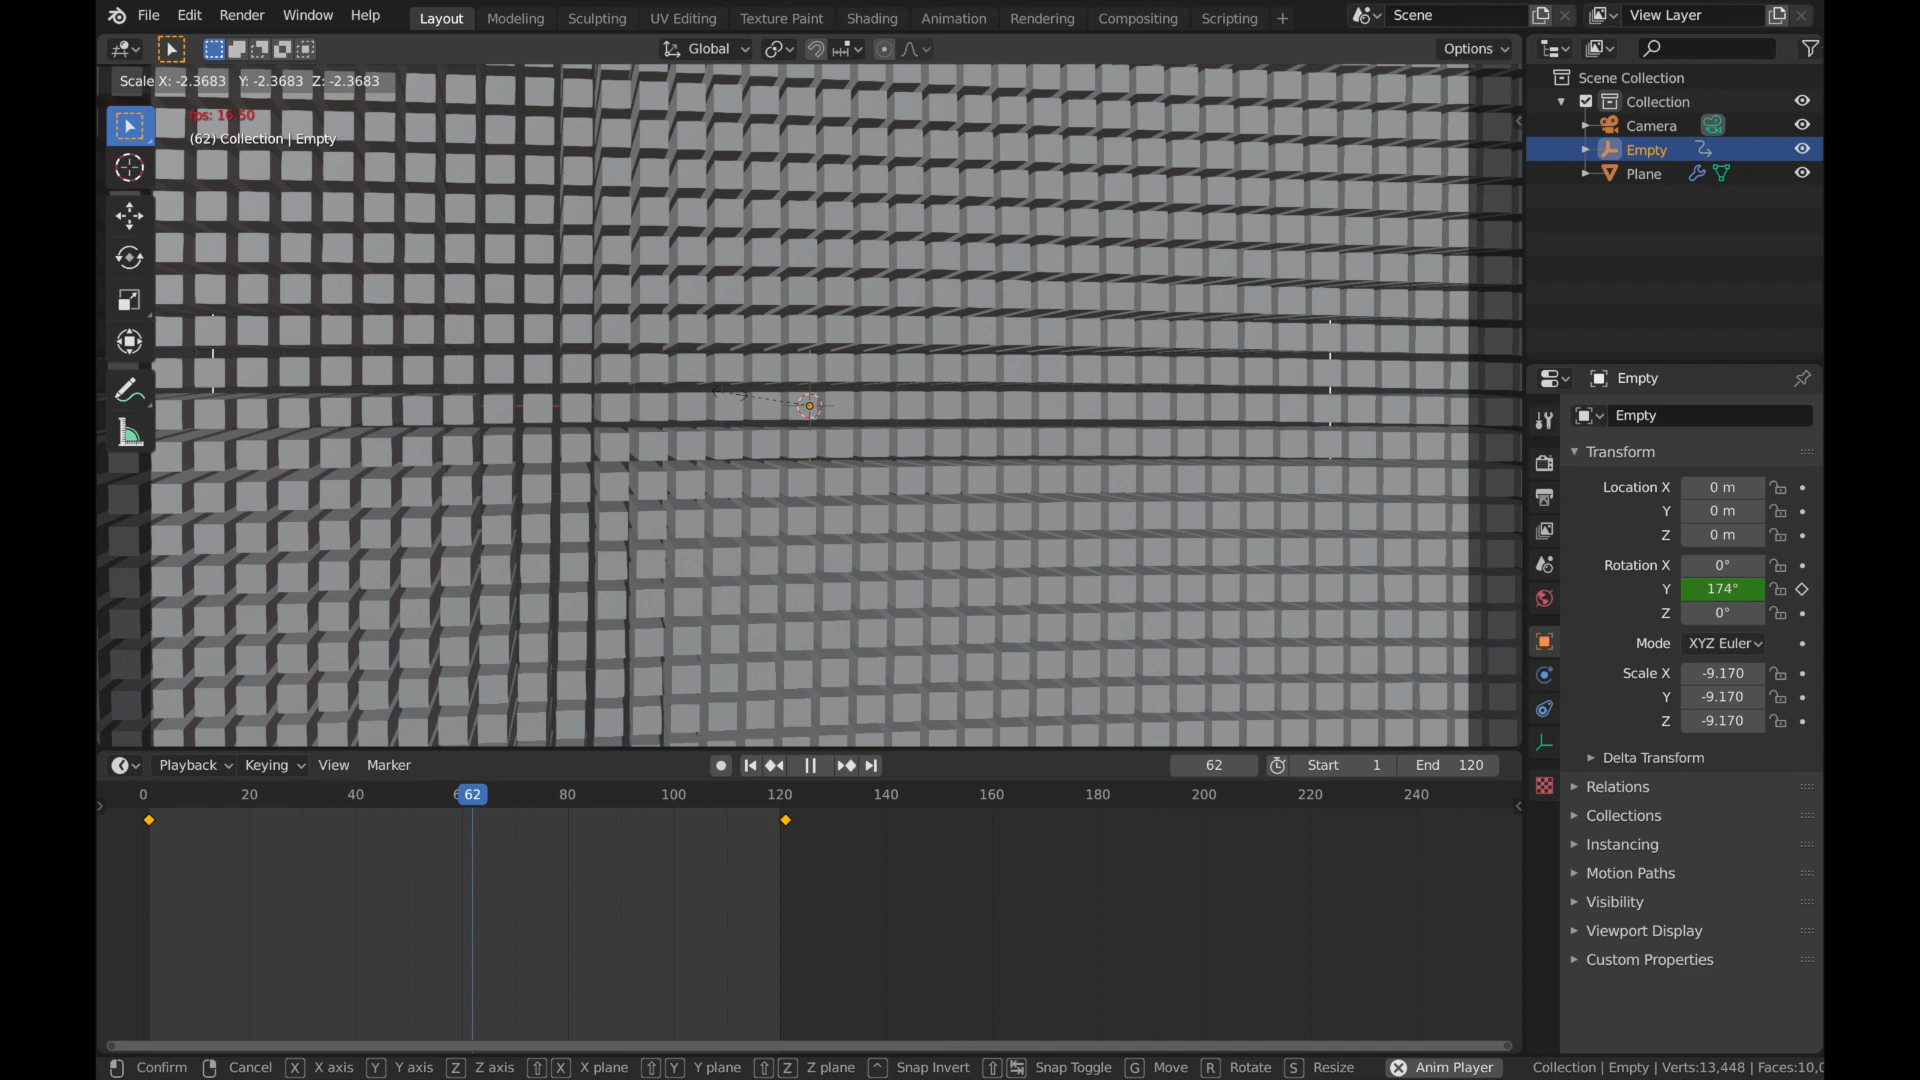 File Edit Render Window Help Layout Modeling Sculpting UV Editing Texture Paint Shading Animation Rendering Compositing Scripting + Scene View Layer
Global Options
Scale X: -2.3683 Y: -2.3683 Z: -2.3683
fps: 16.50
(62) Collection | Empty
Scene Collection
Collection
Camera
Empty
Plane
Empty
Empty
Transform
Location X 0 m
Y 0 m
Z 0 m
Rotation X 0°
Y 174°
Z 0°
Mode XYZ Euler
Scale X -9.170
Y -9.170
Z -9.170
Delta Transform
Relations
Collections
Instancing
Motion Paths
Visibility
Viewport Display
Custom Properties
Playback Keying View Marker 62 Start 1 End 120
0 20 40 62 80 100 120 140 160 180 200 220 240
Confirm Cancel X X axis Y Y axis Z Z axis X X plane Y Y plane Z Z plane ^ Snap Invert Snap Toggle G Move R Rotate S Resize Anim Player Collection | Empty | Verts:13,448 | Faces:10,0